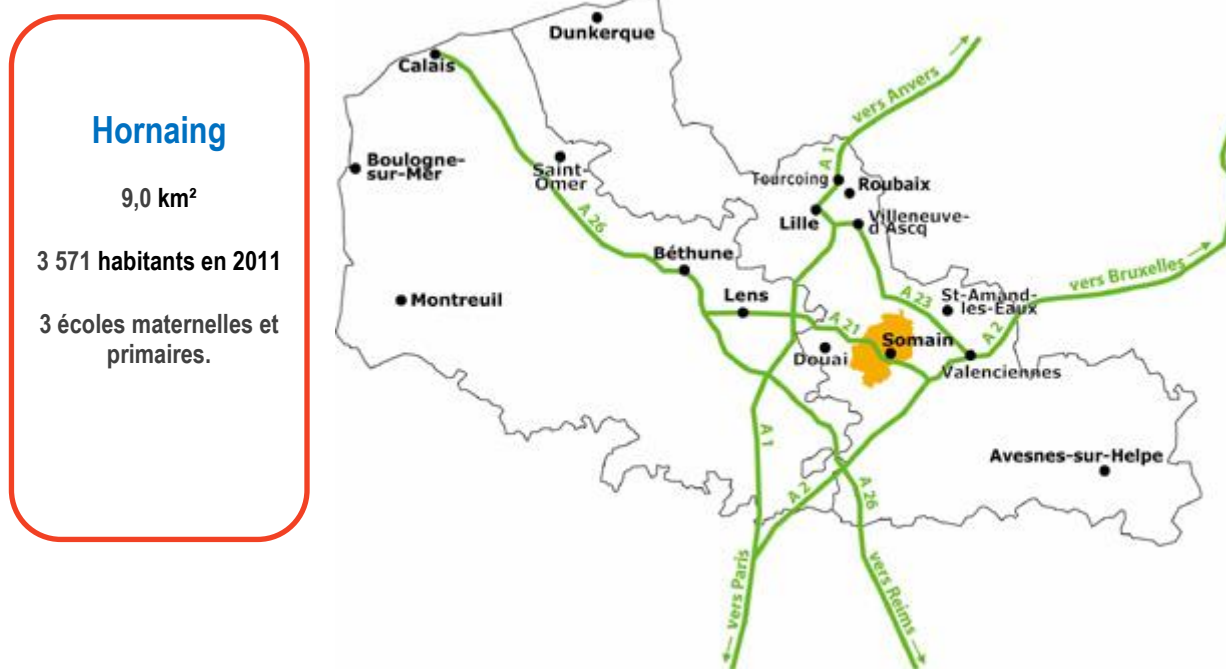 Hornaing
9,0 km²
3 571 habitants en 2011
3 écoles maternelles et
primaires.
Dunkerque
Calais
vers Anvers
Boulogne-
sur-Mer
Saint-
Omer
A 1
Tourcoing
Roubaix
A 26
Lille
Villeneuve-
d'Ascq
Béthune
vers Bruxelles
Montreuil
Lens
A 23
St-Amand-
les-Eaux
A 21
Somain
A 2
Douai
Valenciennes
A 1
Avesnes-sur-Helpe
A 2
A 26
vers Paris
vers Reims